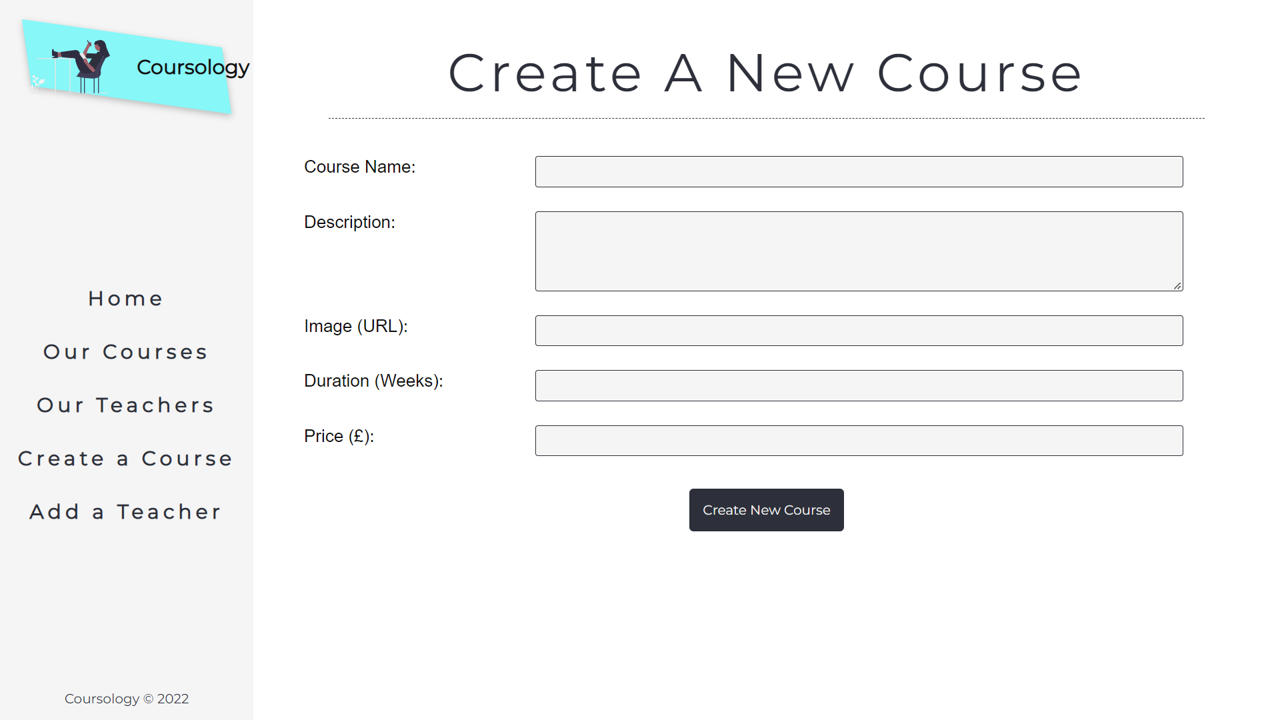 Coursology
Home
Our Courses
Our Teachers
Create a Course
Add a Teacher
Coursology © 2022
Create A New Course
Course Name:
Description:
Image (URL):
Duration (Weeks):
Price (£):
Create New Course